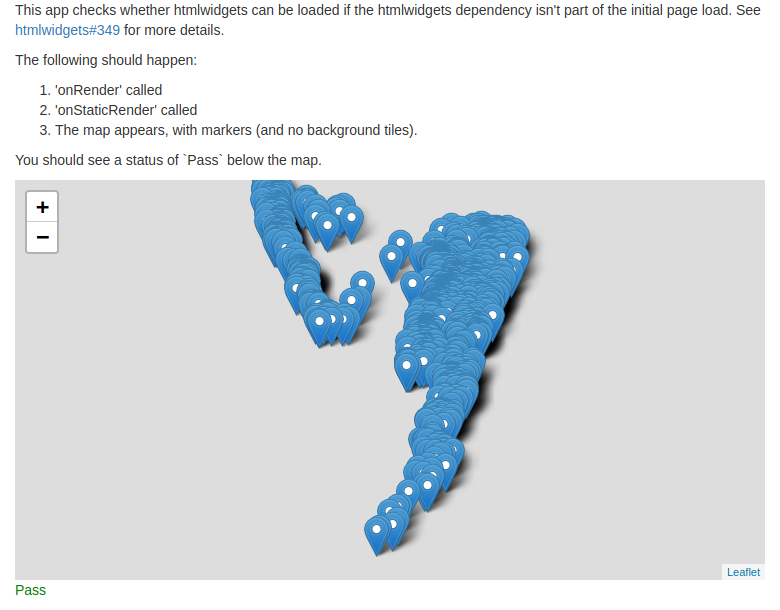 This app checks whether htmlwidgets can be loaded if the htmlwidgets dependency isn't part of the initial page load. See
htmlwidgets#349 for more details.
The following should happen:
1. 'onRender' called
2. 'onStaticRender' called
3. The map appears, with markers (and no background tiles).
You should see a status of `Pass` below the map.
+
−
Leaflet
Pass